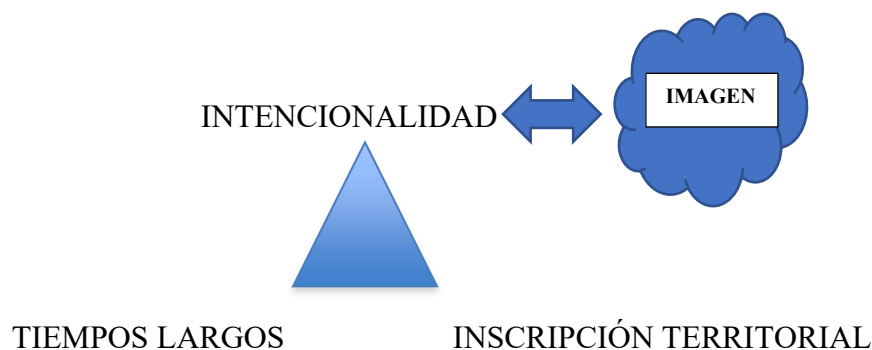 IMAGEN
INTENCIONALIDAD
TIEMPOS LARGOS
INSCRIPCIÓN TERRITORIAL